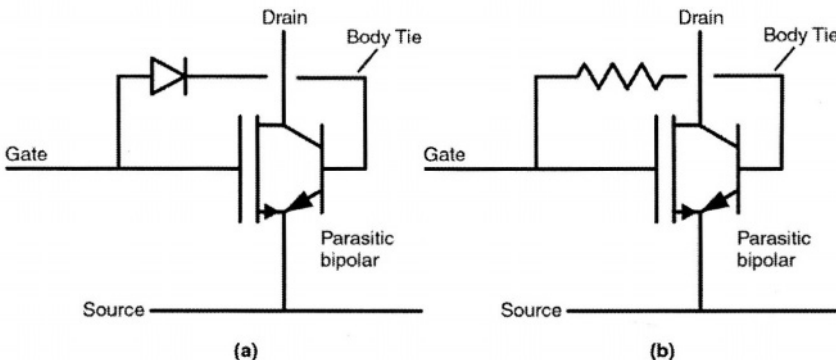 Drain
Body Tie
Gate
Parasitic
bipolar
Source
(a)
Drain
Body Tie
Gate
Parasitic
bipolar
Source
(b)